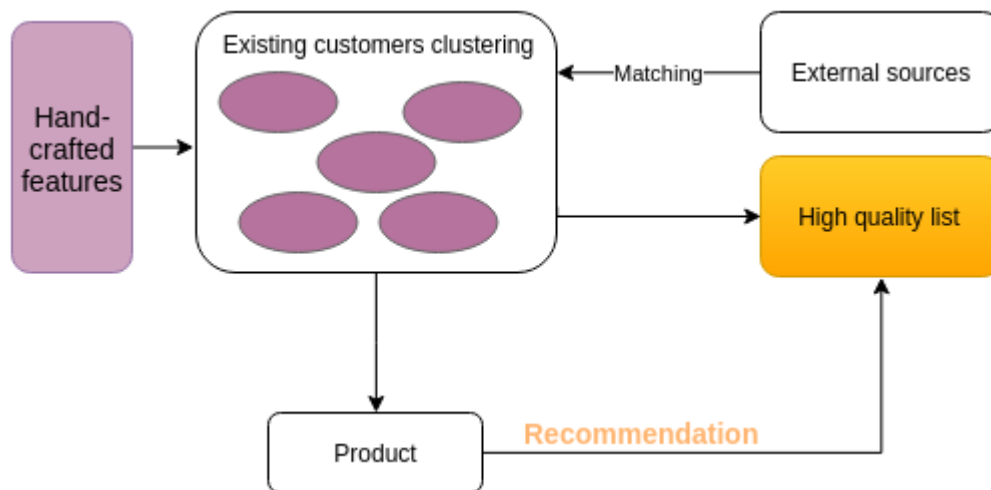 Existing customers clustering
Hand-
crafted
features
Matching
External sources
High quality list
Recommendation
Product